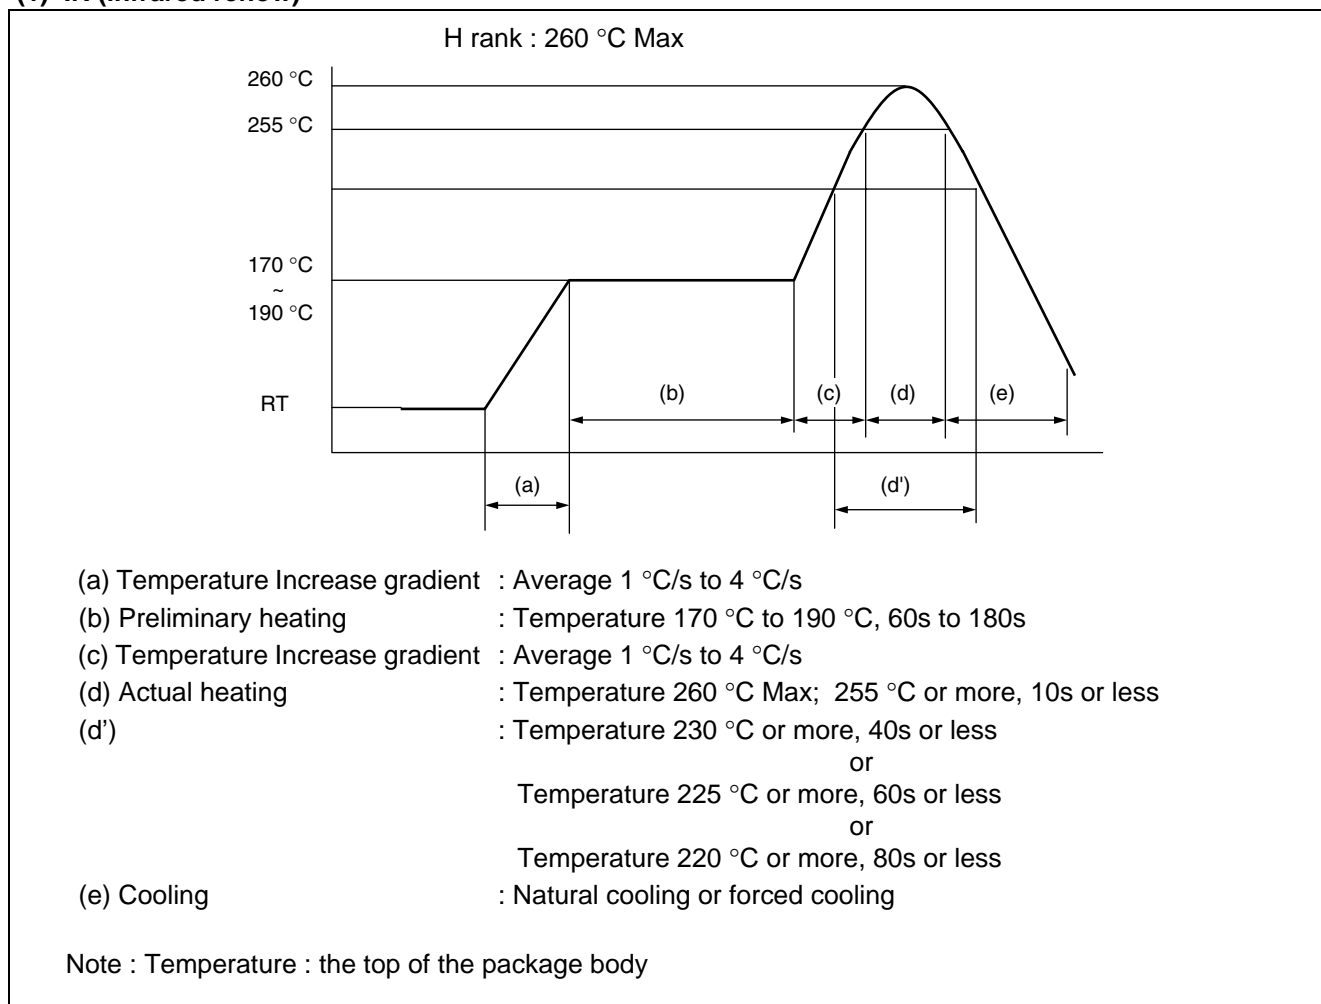 H rank : 260 °C Max
260 °C
255 °C
170 °C
~
190 °C
RT
(b)
(c)
(d)
(e)
(a)
(d')
(a) Temperature Increase gradient : Average 1 °C/s to 4 °C/s
(b) Preliminary heating : Temperature 170 °C to 190 °C, 60s to 180s
(c) Temperature Increase gradient : Average 1 °C/s to 4 °C/s
(d) Actual heating : Temperature 260 °C Max; 255 °C or more, 10s or less
(d’) : Temperature 230 °C or more, 40s or less
or
Temperature 225 °C or more, 60s or less
or
Temperature 220 °C or more, 80s or less
(e) Cooling : Natural cooling or forced cooling
Note : Temperature : the top of the package body